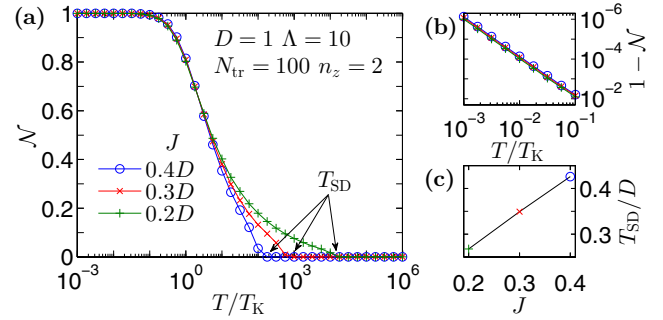 (a)
D = 1 Λ = 10
N_tr = 100 n_z = 2
J
0.4D
0.3D
0.2D
T_SD
𝒩
1
0.8
0.6
0.4
0.2
0
10^−3 10^0 10^3 10^6
T/T_K
(b)
10^−6
10^−2
1 − 𝒩
10^−3 10^−2 10^−1
T/T_K
(c)
0.4
0.3
T_SD/D
0.2 0.3 0.4
J